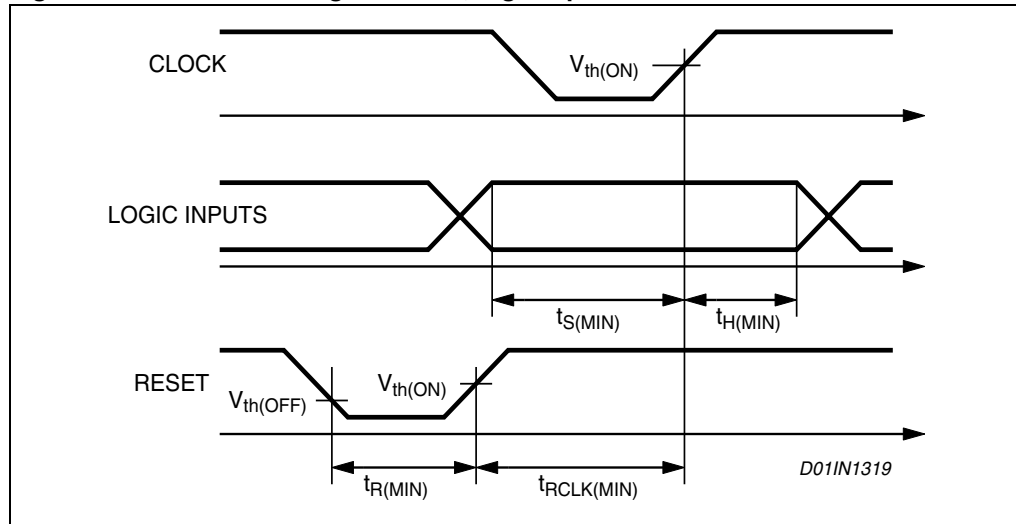 CLOCK
Vth(ON)
LOGIC INPUTS
tS(MIN)
tH(MIN)
RESET
Vth(OFF)
Vth(ON)
tR(MIN)
tRCLK(MIN)
D01IN1319